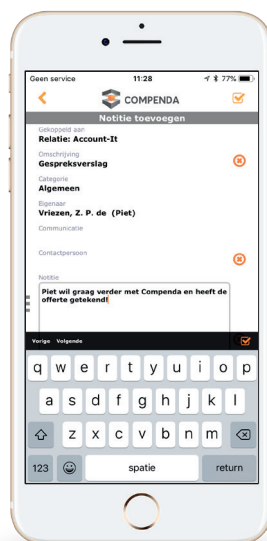 Geen service 11:28 77%
COMPENDA
Notitie toevoegen
Gekoppeld aan
Relatie: Account-It
Omschrijving
Gespreksverslag
Categorie
Algemeen
Eigenaar
Vriezen, Z. P. de (Piet)
Communicatie
Contactpersoon
Notitie
Piet wil graag verder met Compenda en heeft de
offerte getekend!
Vorige Volgende
q w e r t y u i o p
a s d f g h j k l
z x c v b n m
123 spatie return